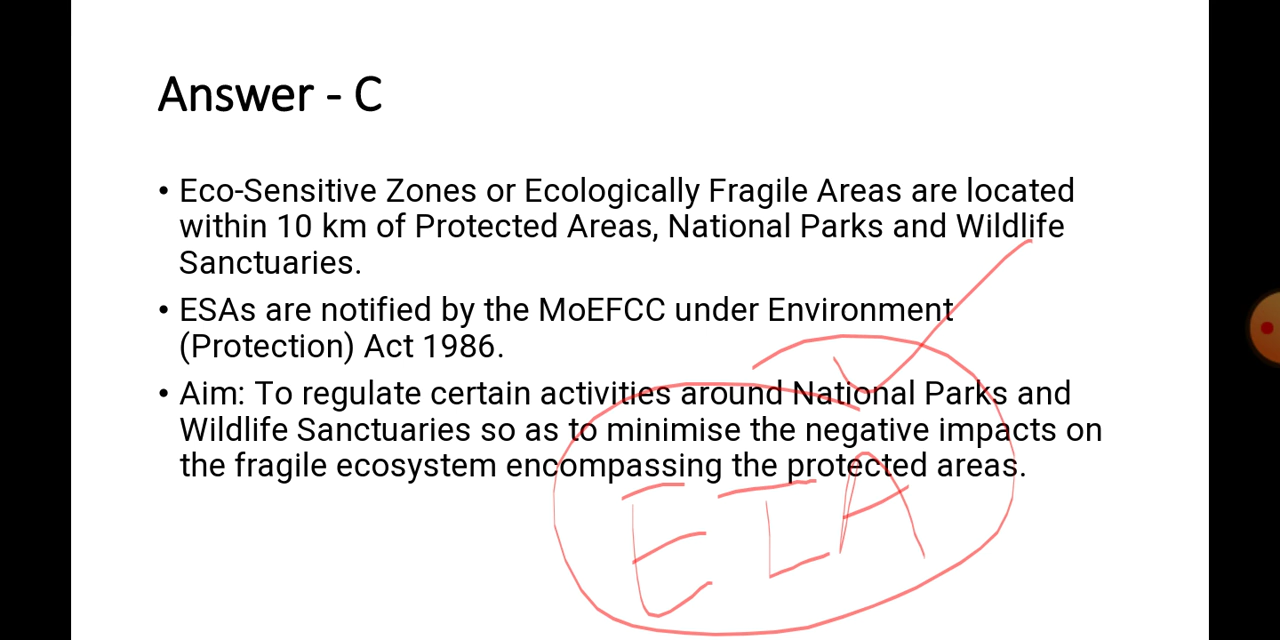 Answer - C
• Eco-Sensitive Zones or Ecologically Fragile Areas are located
within 10 km of Protected Areas, National Parks and Wildlife
Sanctuaries.
• ESAs are notified by the MoEFCC under Environment
(Protection) Act 1986.
• Aim: To regulate certain activities around National Parks and
Wildlife Sanctuaries so as to minimise the negative impacts on
the fragile ecosystem encompassing the protected areas.
EIA